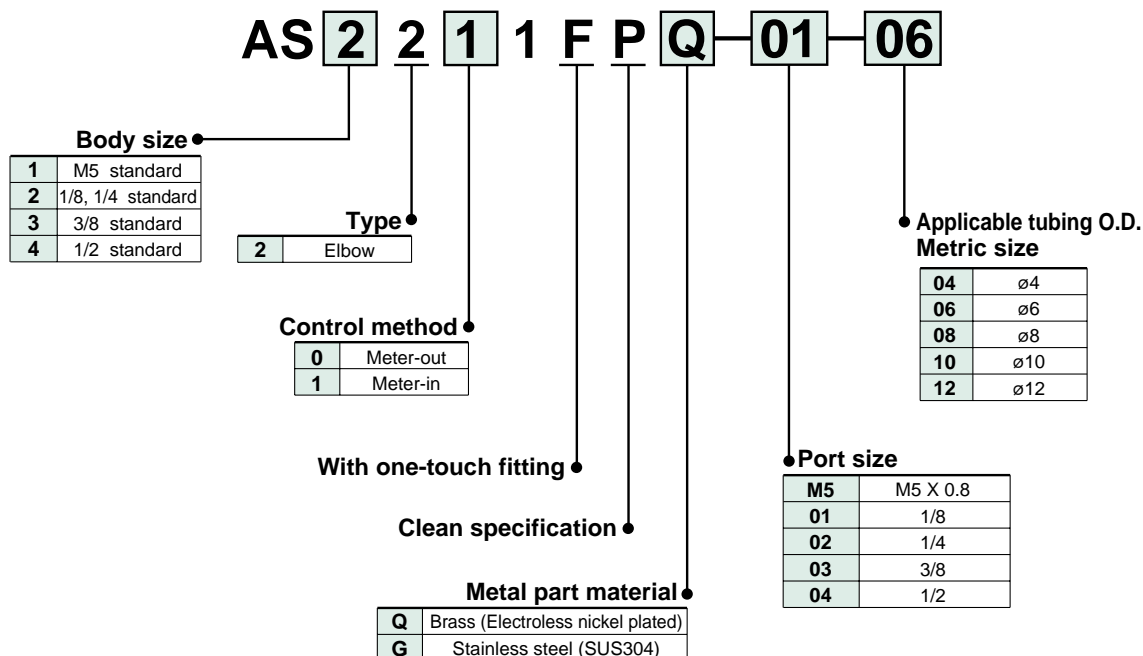 AS 2 2 1 1 F P Q-01-06
Body size
1 M5 standard
2 1/8, 1/4 standard
3 3/8 standard
4 1/2 standard
Type
2 Elbow
Control method
0 Meter-out
1 Meter-in
With one-touch fitting
Clean specification
Metal part material
Q Brass (Electroless nickel plated)
G Stainless steel (SUS304)
Port size
M5 M5 X 0.8
01 1/8
02 1/4
03 3/8
04 1/2
Applicable tubing O.D.
Metric size
04 ø4
06 ø6
08 ø8
10 ø10
12 ø12